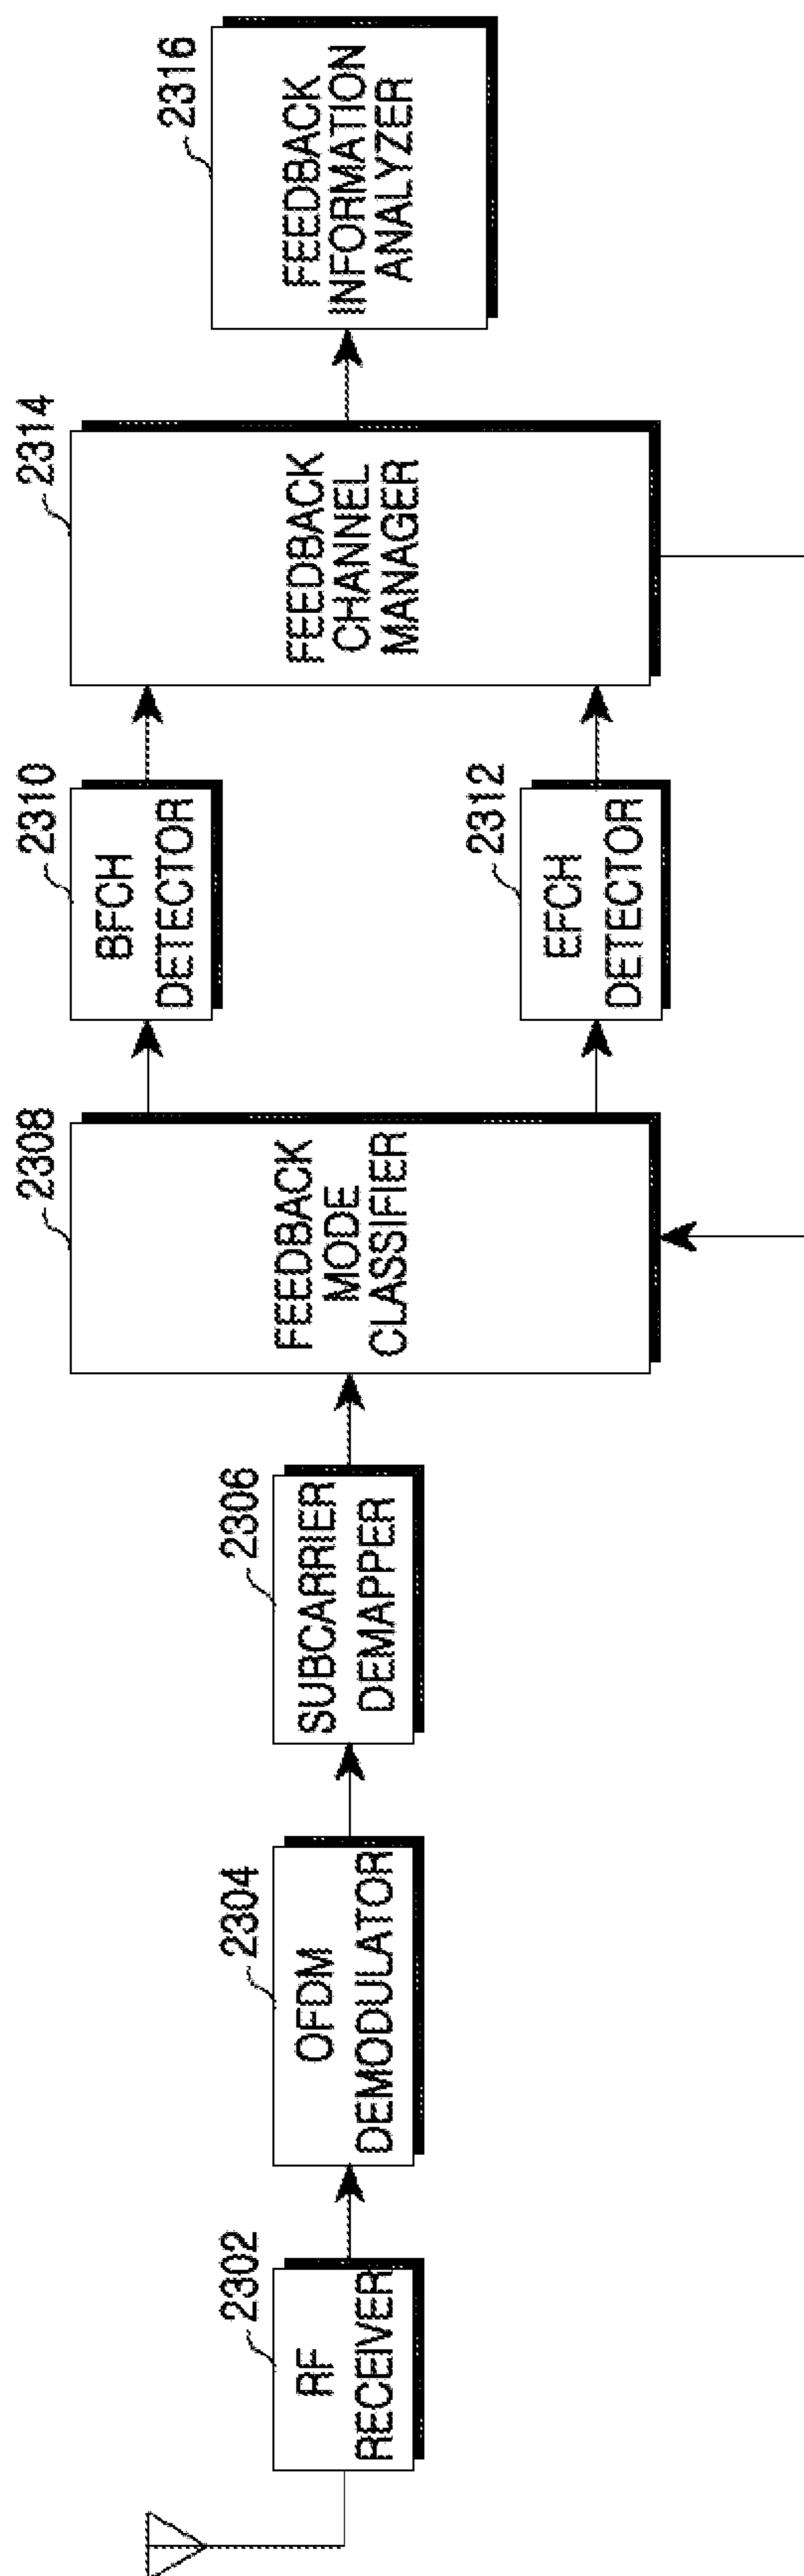 2302
RF
RECEIVER
2304
OFDM
DEMODULATOR
2306
SUBCARRIER
DEMAPPER
2308
FEEDBACK
MODE
CLASSIFIER
2310
BFCH
DETECTOR
2312
EFCH
DETECTOR
2314
FEEDBACK
CHANNEL
MANAGER
2316
FEEDBACK
INFORMATION
ANALYZER